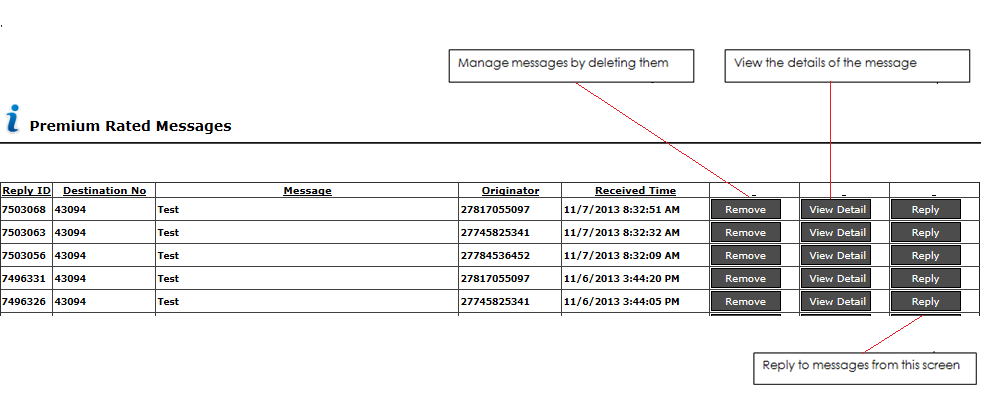 Manage messages by deleting them
View the details of the message
i Premium Rated Messages
Reply ID Destination No Message Originator Received Time
7503068 43094 Test 27817055097 11/7/2013 8:32:51 AM Remove View Detail Reply
7503063 43094 Test 27745825341 11/7/2013 8:32:32 AM Remove View Detail Reply
7503056 43094 Test 27784536452 11/7/2013 8:32:09 AM Remove View Detail Reply
7496331 43094 Test 27817055097 11/6/2013 3:44:20 PM Remove View Detail Reply
7496326 43094 Test 27745825341 11/6/2013 3:44:05 PM Remove View Detail Reply
Reply to messages from this screen